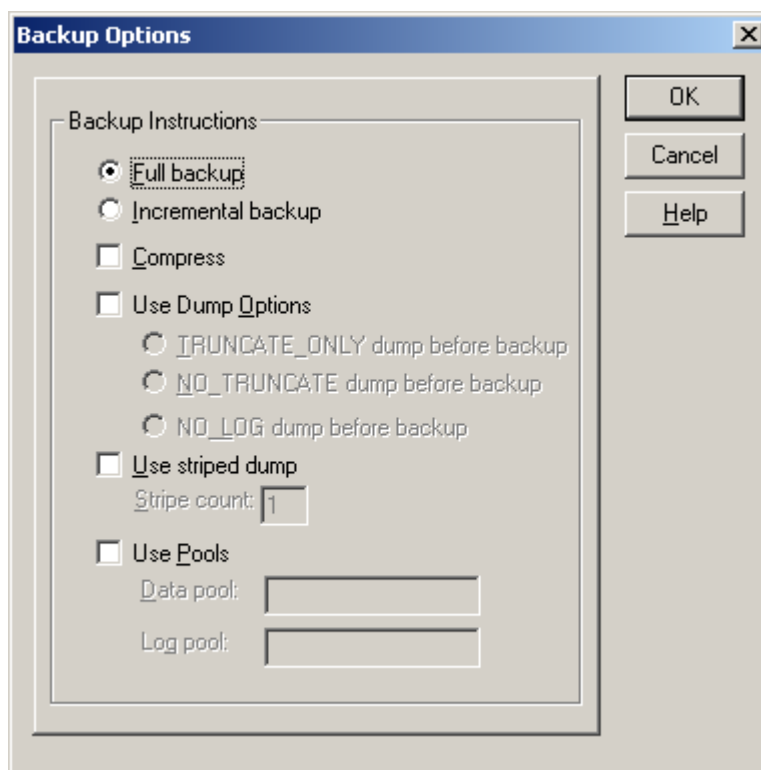 Backup Options
OK
Backup Instructions
Full backup
Cancel
Incremental backup
Help
Compress
Use Dump Options
TRUNCATE_ONLY dump before backup
NO_TRUNCATE dump before backup
NO_LOG dump before backup
Use striped dump
Stripe count: 1
Use Pools
Data pool:
Log pool: